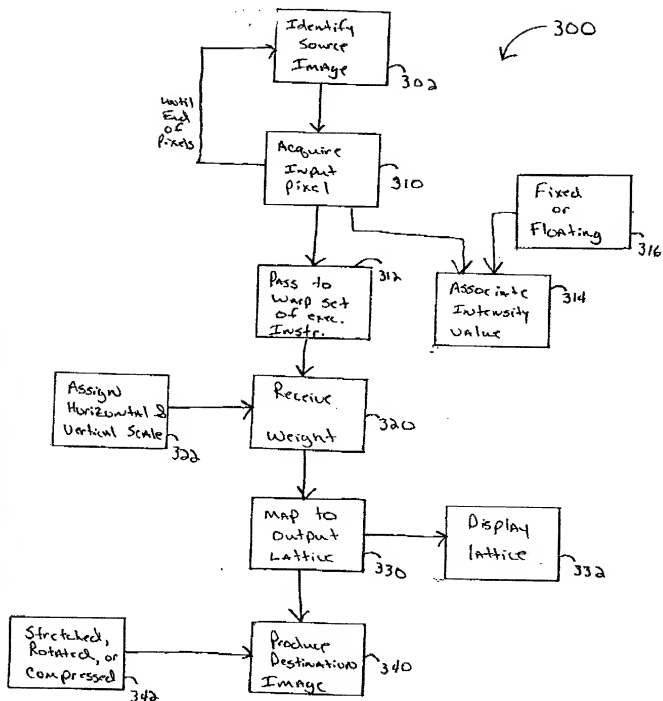 Identify
Source
Image
302
300
until
End
of
Pixels
Acquire
Input
Pixel
310
Fixed
or
Floating
316
Pass to
Warp set
of exec.
Instr.
312
Associate
Intensity
Value
314
Assign
Horizontal &
Vertical Scale
322
Receive
Weight
320
Map to
Output
Lattice
330
Display
Lattice
332
Stretched,
Rotated, or
Compressed
342
Produce
Destination
Image
340